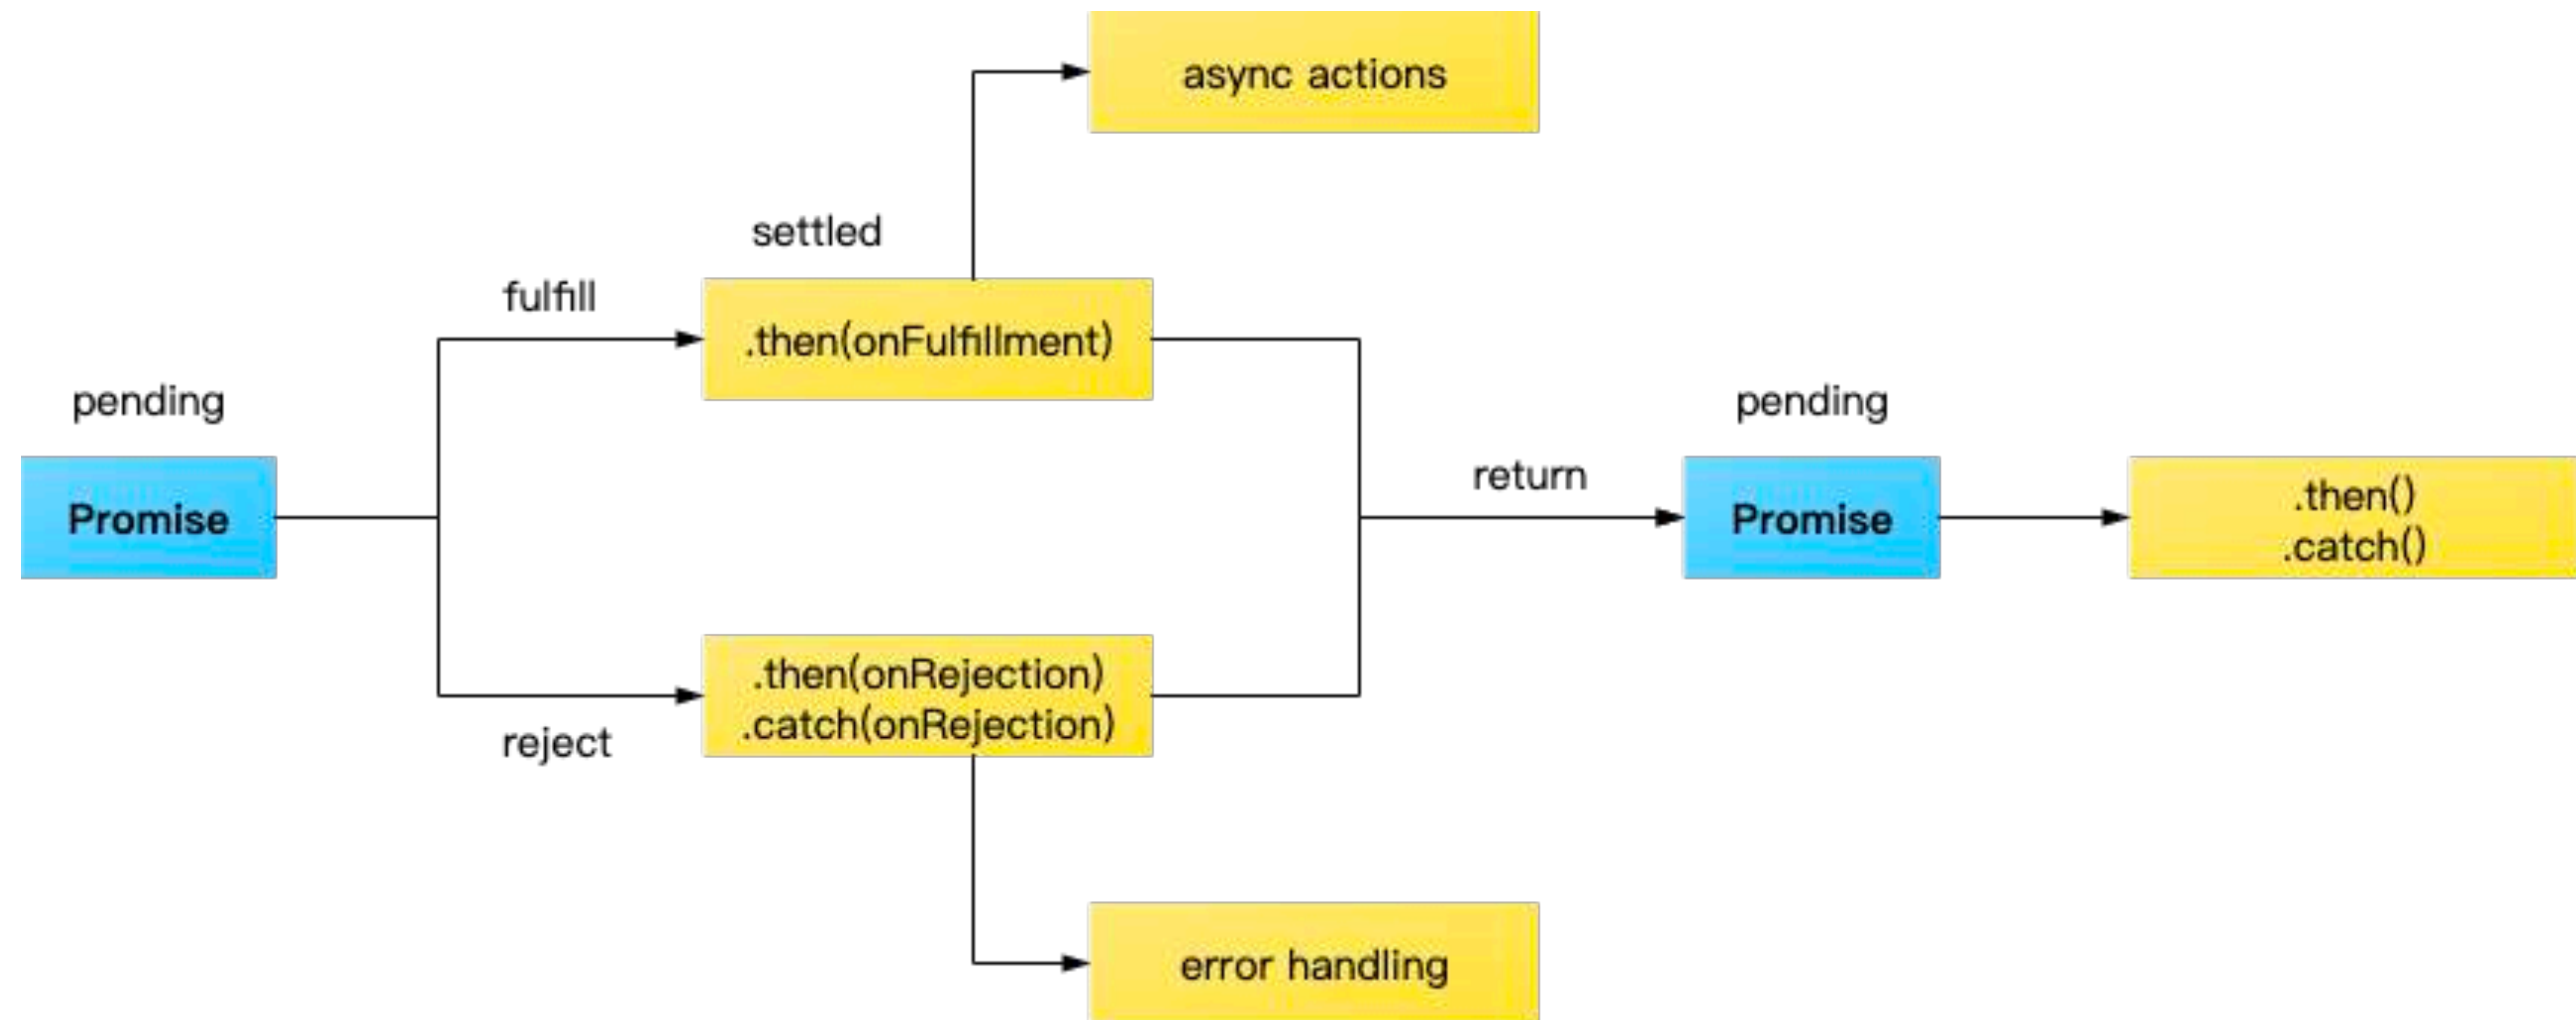 async actions
settled
fulfill
.then(onFulfillment)
pending
Promise
reject
.then(onRejection)
.catch(onRejection)
error handling
return
pending
Promise
.then()
.catch()